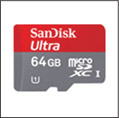 SanDisk
Ultra
64GB micro
SD
XC I
U1